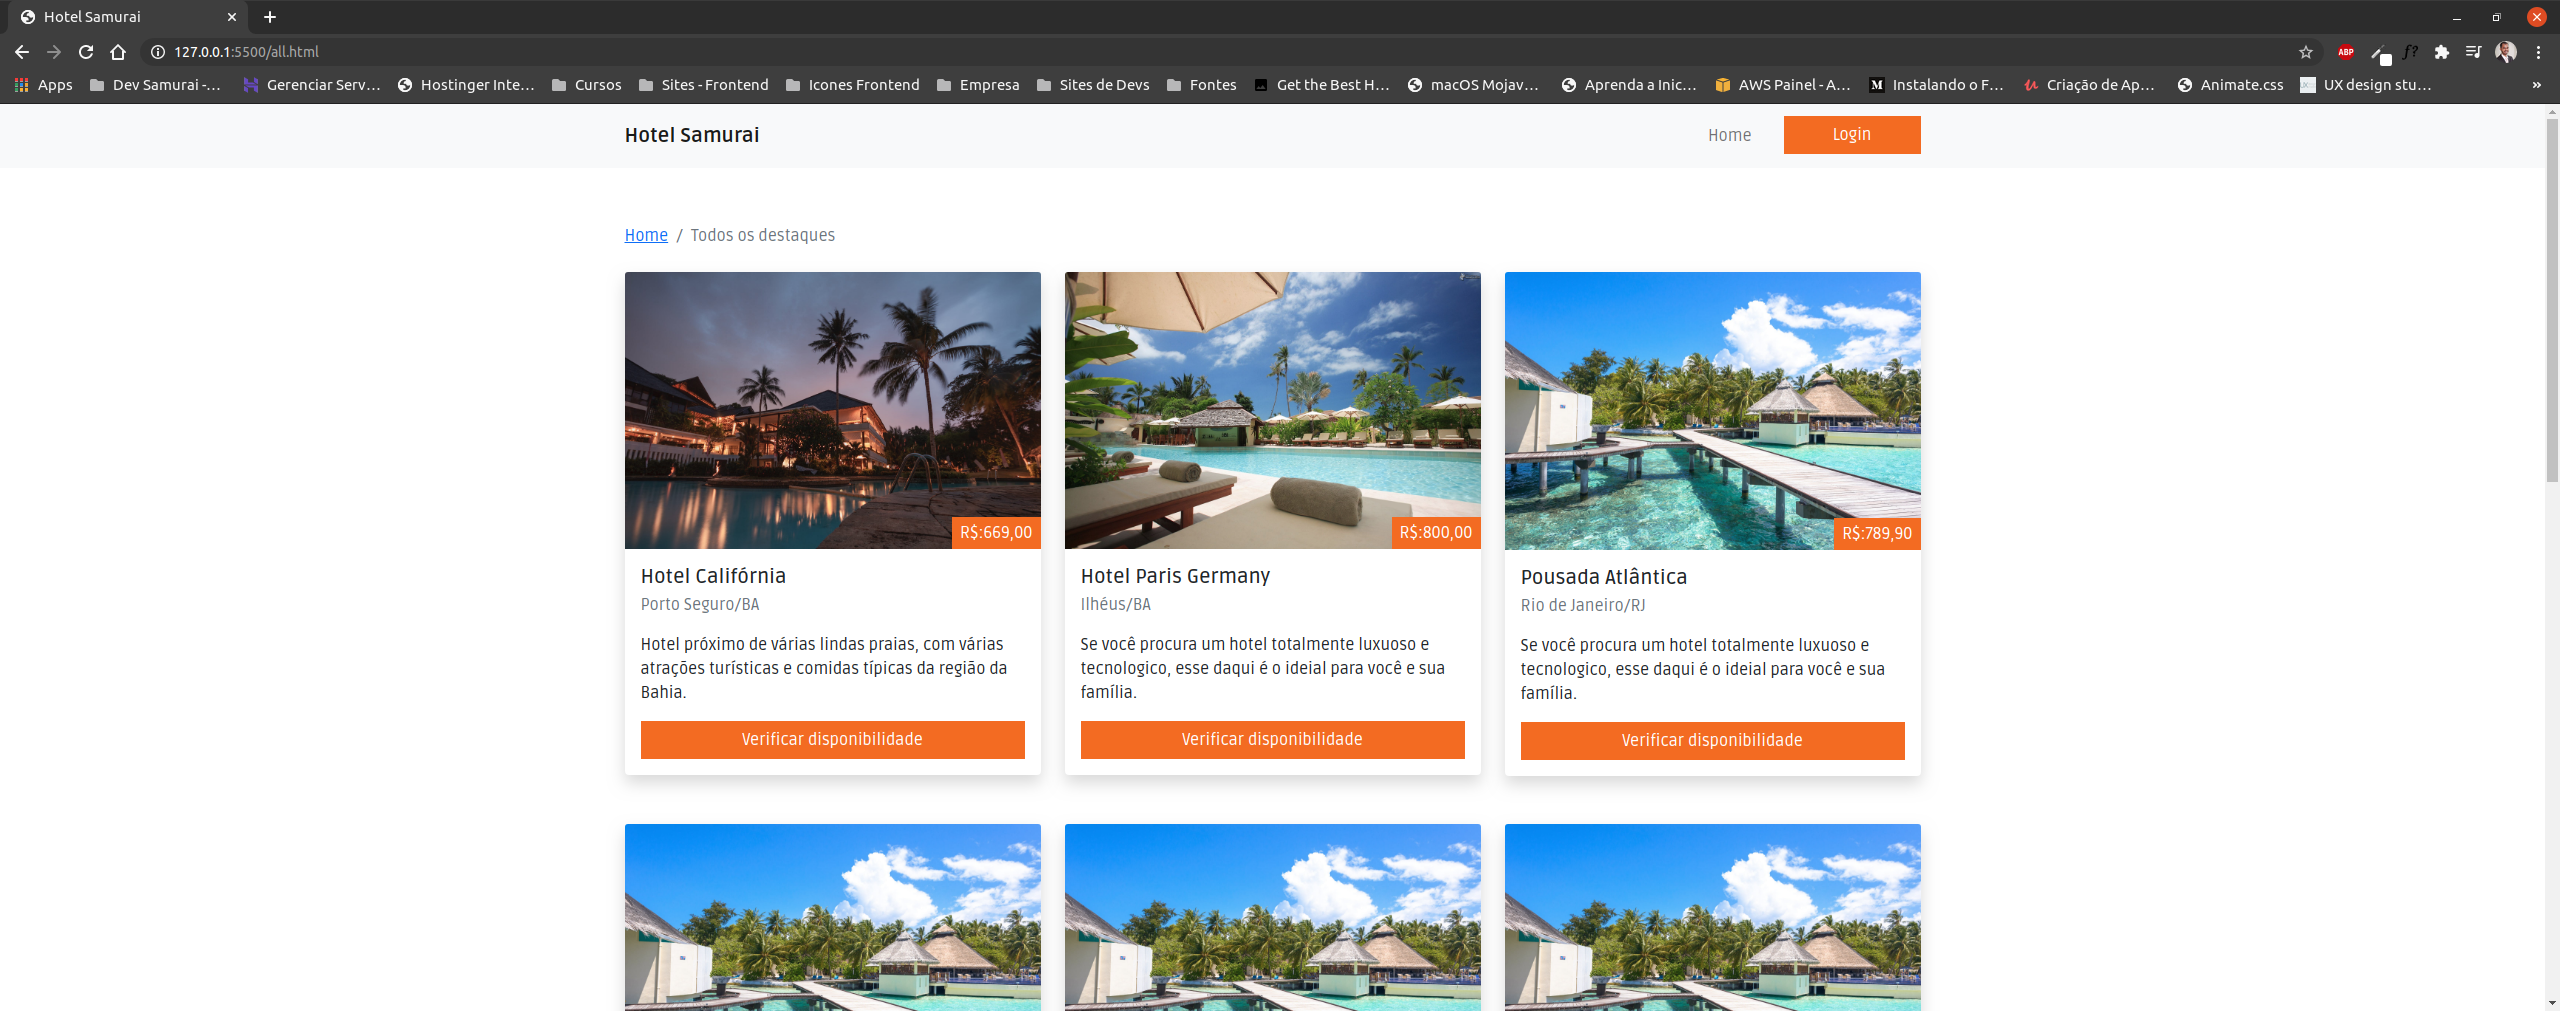 Hotel Samurai
127.0.0.1:5500/all.html
ABP
f?
Apps
Dev Samurai -...
Gerenciar Serv...
Hostinger Inte...
Cursos
Sites - Frontend
Icones Frontend
Empresa
Sites de Devs
Fontes
Get the Best H...
macOS Mojav...
Aprenda a Inic...
AWS Painel - A...
Instalando o F...
Criação de Ap...
Animate.css
UX design stu...
»
Hotel Samurai
Home
Login
Home / Todos os destaques
R$:669,00
Hotel Califórnia
Porto Seguro/BA
Hotel próximo de várias lindas praias, com várias
atrações turísticas e comidas típicas da região da
Bahia.
Verificar disponibilidade
R$:800,00
Hotel Paris Germany
Ilhéus/BA
Se você procura um hotel totalmente luxuoso e
tecnologico, esse daqui é o ideial para você e sua
família.
Verificar disponibilidade
R$:789,90
Pousada Atlântica
Rio de Janeiro/RJ
Se você procura um hotel totalmente luxuoso e
tecnologico, esse daqui é o ideial para você e sua
família.
Verificar disponibilidade